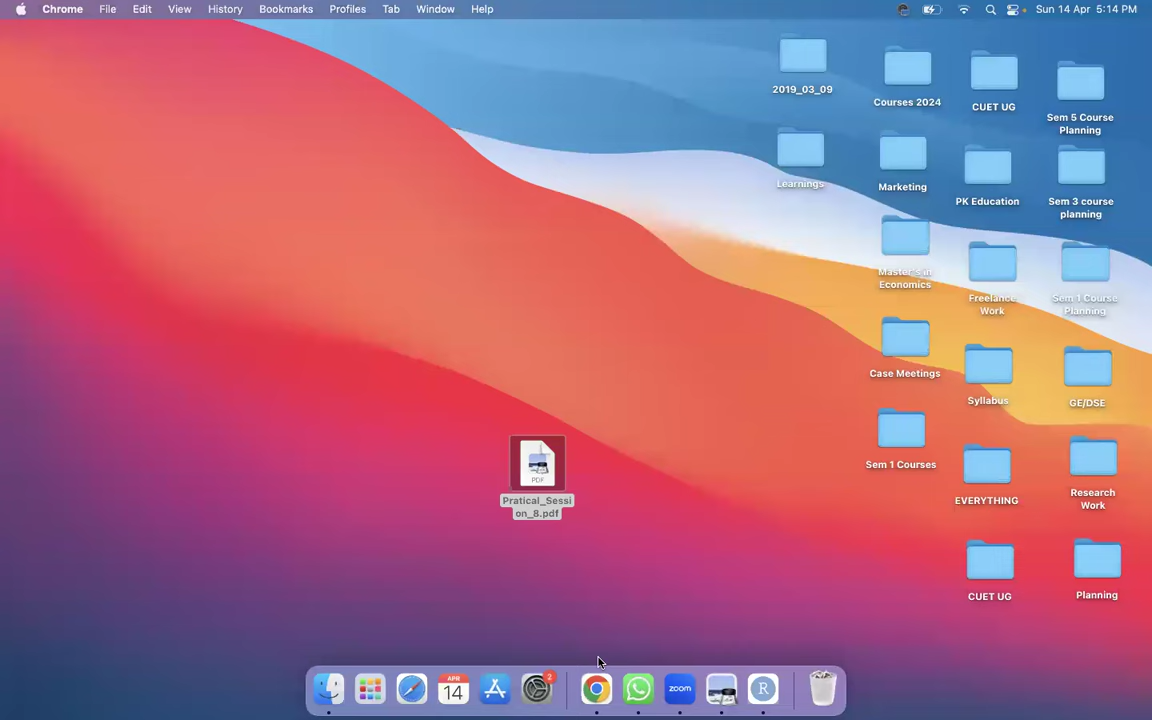 Chrome File Edit View History Bookmarks Profiles Tab Window Help Sun 14 Apr 5:14 PM
2019_03_09
Courses 2024
CUET UG
Sem 5 Course
Planning
Learnings
Marketing
PK Education
Sem 3 course
planning
Master's in
Economics
Freelance
Work
Sem 1 Course
Planning
Case Meetings
Syllabus
GE/DSE
Sem 1 Courses
EVERYTHING
Research
Work
PDF
Pratical_Sessi
on_8.pdf
CUET UG
Planning
APR
14
2
zoom
R